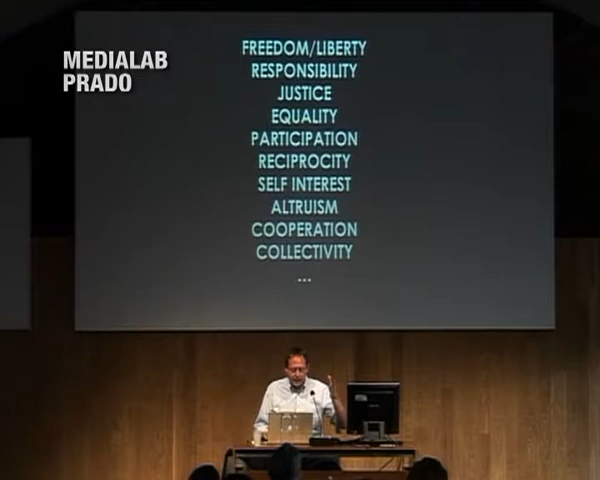 MEDIALAB
PRADO
FREEDOM/LIBERTY
RESPONSIBILITY
JUSTICE
EQUALITY
PARTICIPATION
RECIPROCITY
SELF INTEREST
ALTRUISM
COOPERATION
COLLECTIVITY
...